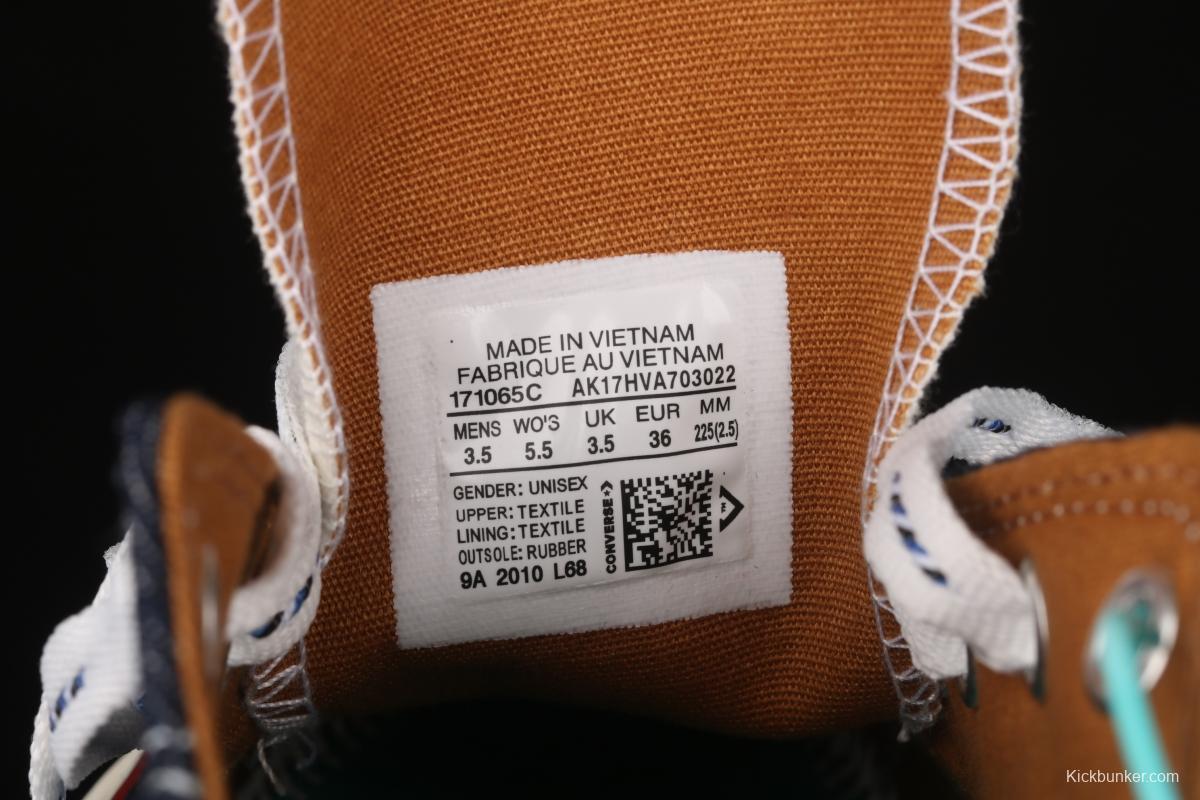 MADE IN VIETNAM
FABRIQUE AU VIETNAM
171065C AK17HVA703022
MENS WO'S UK EUR MM
3.5 5.5 3.5 36 225(2.5)
GENDER: UNISEX
UPPER: TEXTILE
LINING: TEXTILE
OUTSOLE: RUBBER
9A 2010 L68
CONVERSE
Kickbunker.com